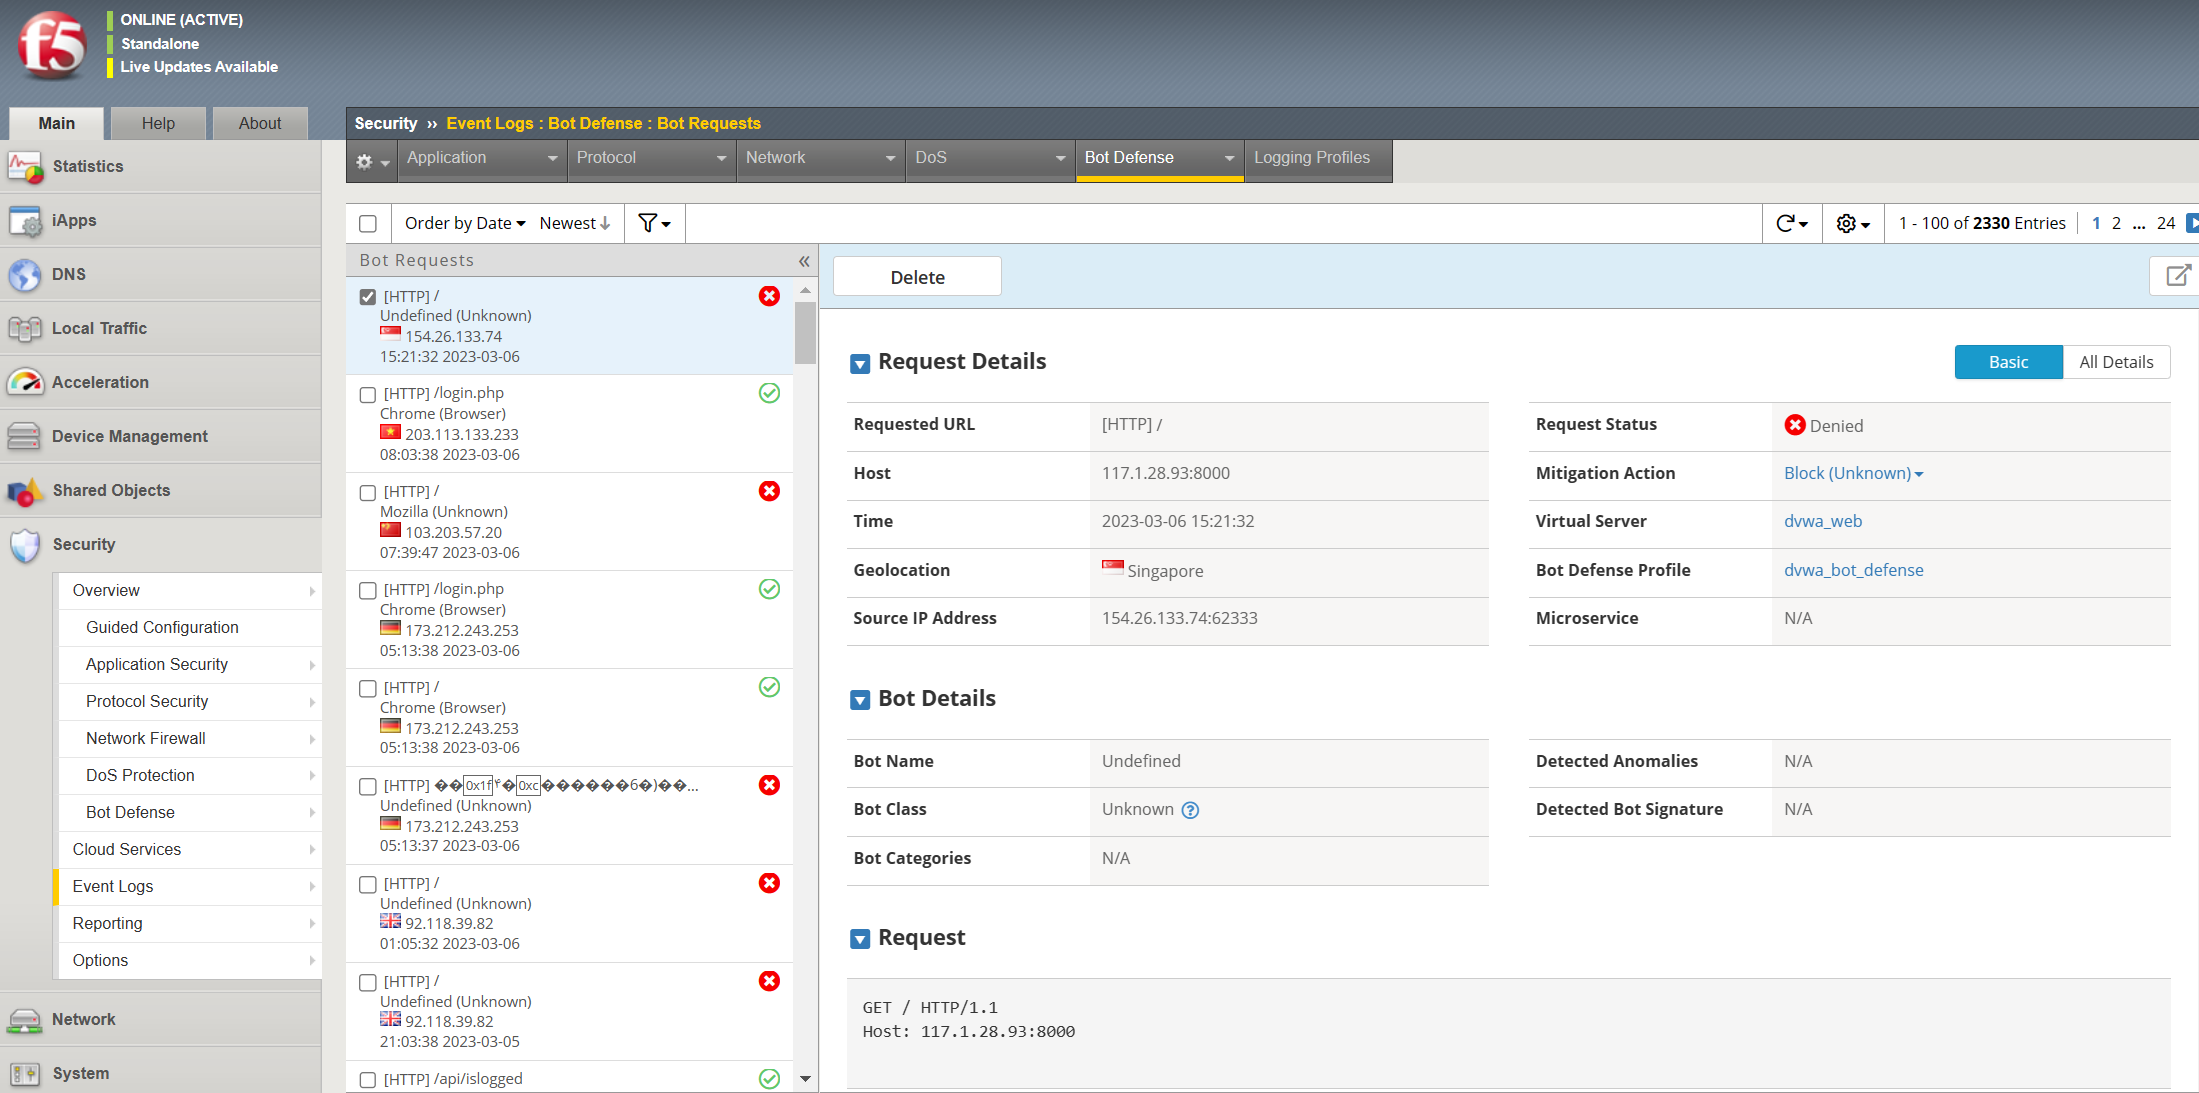 f5
ONLINE (ACTIVE)
Standalone
Live Updates Available
Main
Help
About
Statistics
iApps
DNS
Local Traffic
Acceleration
Device Management
Shared Objects
Security
Overview
Guided Configuration
Application Security
Protocol Security
Network Firewall
DoS Protection
Bot Defense
Cloud Services
Event Logs
Reporting
Options
Network
System
Security ›› Event Logs : Bot Defense : Bot Requests
Application
Protocol
Network
DoS
Bot Defense
Logging Profiles
Order by Date
Newest
1 - 100 of 2330 Entries
1 2 ... 24
Bot Requests
[HTTP] /
Undefined (Unknown)
154.26.133.74
15:21:32 2023-03-06
[HTTP] /login.php
Chrome (Browser)
203.113.133.233
08:03:38 2023-03-06
[HTTP] /
Mozilla (Unknown)
103.203.57.20
07:39:47 2023-03-06
[HTTP] /login.php
Chrome (Browser)
173.212.243.253
05:13:38 2023-03-06
[HTTP] /
Chrome (Browser)
173.212.243.253
05:13:38 2023-03-06
[HTTP] ��0x1f۴�0xc������6�)��...
Undefined (Unknown)
173.212.243.253
05:13:37 2023-03-06
[HTTP] /
Undefined (Unknown)
92.118.39.82
01:05:32 2023-03-06
[HTTP] /
Undefined (Unknown)
92.118.39.82
21:03:38 2023-03-05
[HTTP] /api/islogged
Delete
Request Details
Basic
All Details
Requested URL
[HTTP] /
Host
117.1.28.93:8000
Time
2023-03-06 15:21:32
Geolocation
Singapore
Source IP Address
154.26.133.74:62333
Request Status
Denied
Mitigation Action
Block (Unknown)
Virtual Server
dvwa_web
Bot Defense Profile
dvwa_bot_defense
Microservice
N/A
Bot Details
Bot Name
Undefined
Bot Class
Unknown
Bot Categories
N/A
Detected Anomalies
N/A
Detected Bot Signature
N/A
Request
GET / HTTP/1.1
Host: 117.1.28.93:8000